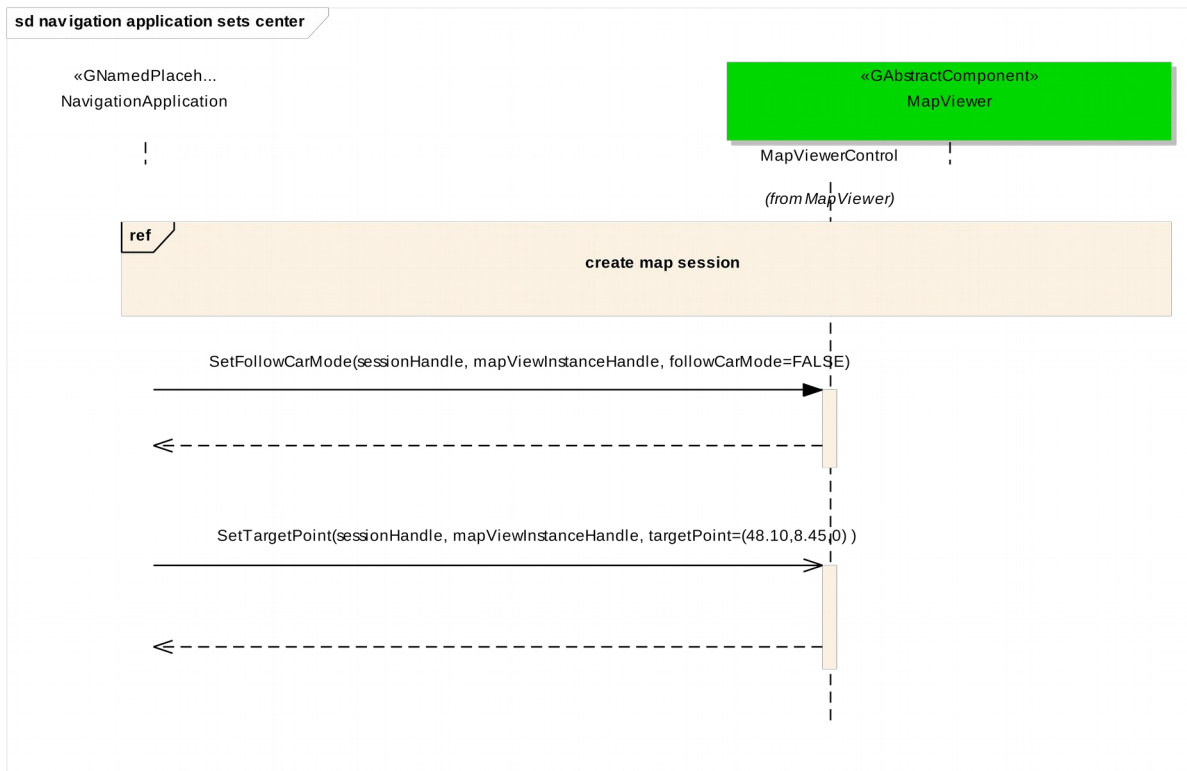 sd navigation application sets center
«GNamedPlaceh...
NavigationApplication
«GAbstractComponent»
MapViewer
MapViewerControl
(from MapViewer)
ref
create map session
SetFollowCarMode(sessionHandle, mapViewInstanceHandle, followCarMode=FALSE)
SetTargetPoint(sessionHandle, mapViewInstanceHandle, targetPoint=(48.10,8.45,0) )